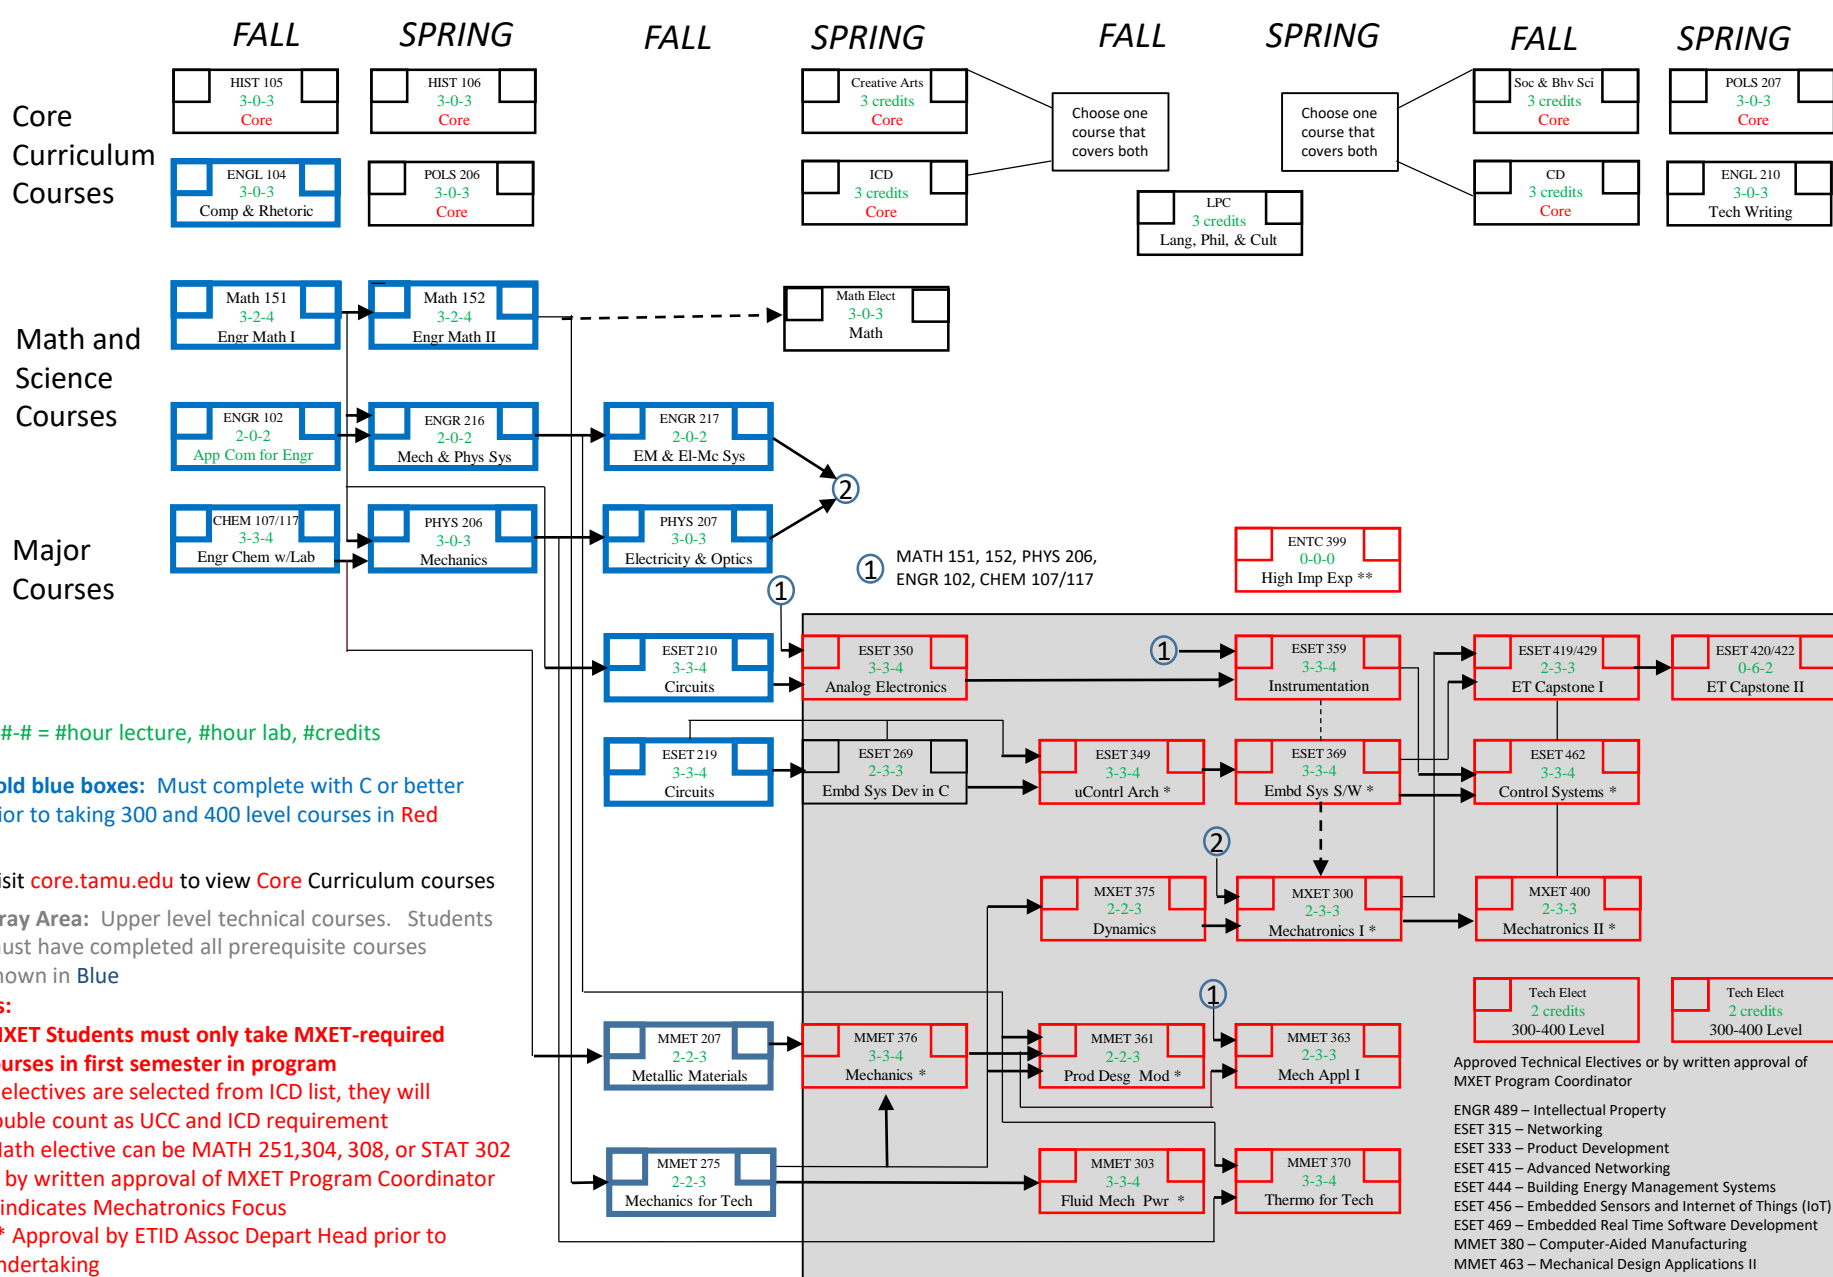 FALL
SPRING
FALL
SPRING
FALL
SPRING
FALL
SPRING
Core
Curriculum
Courses
HIST 105
3-0-3
Core
HIST 106
3-0-3
Core
Creative Arts
3 credits
Core
Choose one
course that
covers both
Choose one
course that
covers both
Soc & Bhv Sci
3 credits
Core
POLS 207
3-0-3
Core
ENGL 104
3-0-3
Comp & Rhetoric
POLS 206
3-0-3
Core
ICD
3 credits
Core
LPC
3 credits
Lang, Phil, & Cult
CD
3 credits
Core
ENGL 210
3-0-3
Tech Writing
Math and
Science
Courses
Math 151
3-2-4
Engr Math I
Math 152
3-2-4
Engr Math II
Math Elect
3-0-3
Math
ENGR 102
2-0-2
App Com for Engr
ENGR 216
2-0-2
Mech & Phys Sys
ENGR 217
2-0-2
EM & El-Mc Sys
2
Major
Courses
CHEM 107/117
3-3-4
Engr Chem w/Lab
PHYS 206
3-0-3
Mechanics
PHYS 207
3-0-3
Electricity & Optics
1
MATH 151, 152, PHYS 206,
ENGR 102, CHEM 107/117
ENTC 399
0-0-0
High Imp Exp **
1
ESET 210
3-3-4
Circuits
ESET 350
3-3-4
Analog Electronics
1
ESET 359
3-3-4
Instrumentation
ESET 419/429
2-3-3
ET Capstone I
ESET 420/422
0-6-2
ET Capstone II
ESET 219
3-3-4
Circuits
ESET 269
2-3-3
Embd Sys Dev in C
ESET 349
3-3-4
uContrl Arch *
ESET 369
3-3-4
Embd Sys S/W *
ESET 462
3-3-4
Control Systems *
2
MXET 375
2-2-3
Dynamics
MXET 300
2-3-3
Mechatronics I *
MXET 400
2-3-3
Mechatronics II *
1
MMET 207
2-2-3
Metallic Materials
MMET 376
3-3-4
Mechanics *
MMET 361
2-2-3
Prod Desg Mod *
MMET 363
2-3-3
Mech Appl I
Tech Elect
2 credits
300-400 Level
Tech Elect
2 credits
300-400 Level
MMET 275
2-2-3
Mechanics for Tech
MMET 303
3-3-4
Fluid Mech Pwr *
MMET 370
3-3-4
Thermo for Tech
#-# = #hour lecture, #hour lab, #credits
old blue boxes: Must complete with C or better
ior to taking 300 and 400 level courses in Red
isit core.tamu.edu to view Core Curriculum courses
ray Area: Upper level technical courses. Students
ust have completed all prerequisite courses
hown in Blue
s:
MXET Students must only take MXET-required
ourses in first semester in program
electives are selected from ICD list, they will
ouble count as UCC and ICD requirement
Math elective can be MATH 251,304, 308, or STAT 302
by written approval of MXET Program Coordinator
indicates Mechatronics Focus
* Approval by ETID Assoc Depart Head prior to
ndertaking
Approved Technical Electives or by written approval of
MXET Program Coordinator
ENGR 489 – Intellectual Property
ESET 315 – Networking
ESET 333 – Product Development
ESET 415 – Advanced Networking
ESET 444 – Building Energy Management Systems
ESET 456 – Embedded Sensors and Internet of Things (IoT)
ESET 469 – Embedded Real Time Software Development
MMET 380 – Computer-Aided Manufacturing
MMET 463 – Mechanical Design Applications II